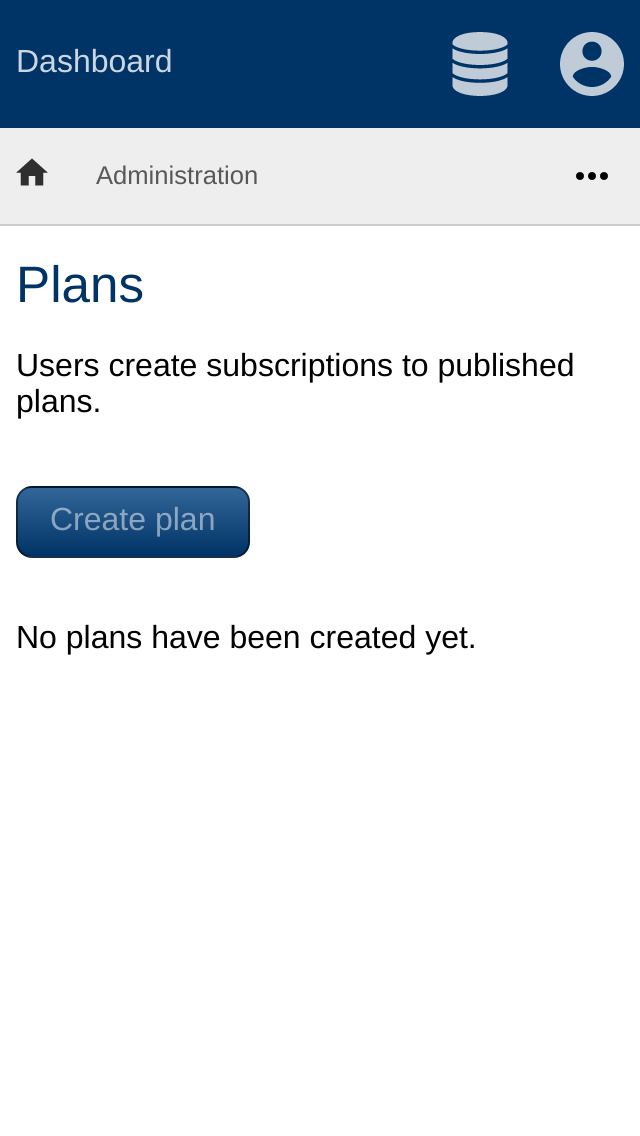 Dashboard
Administration
Plans
Users create subscriptions to published
plans.
Create plan
No plans have been created yet.